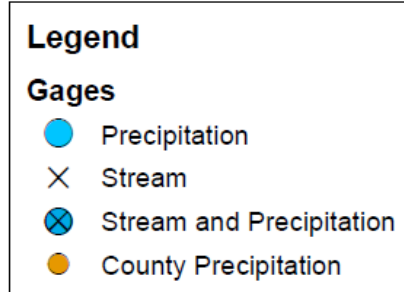 Legend
Gages
Precipitation
Stream
Stream and Precipitation
County Precipitation